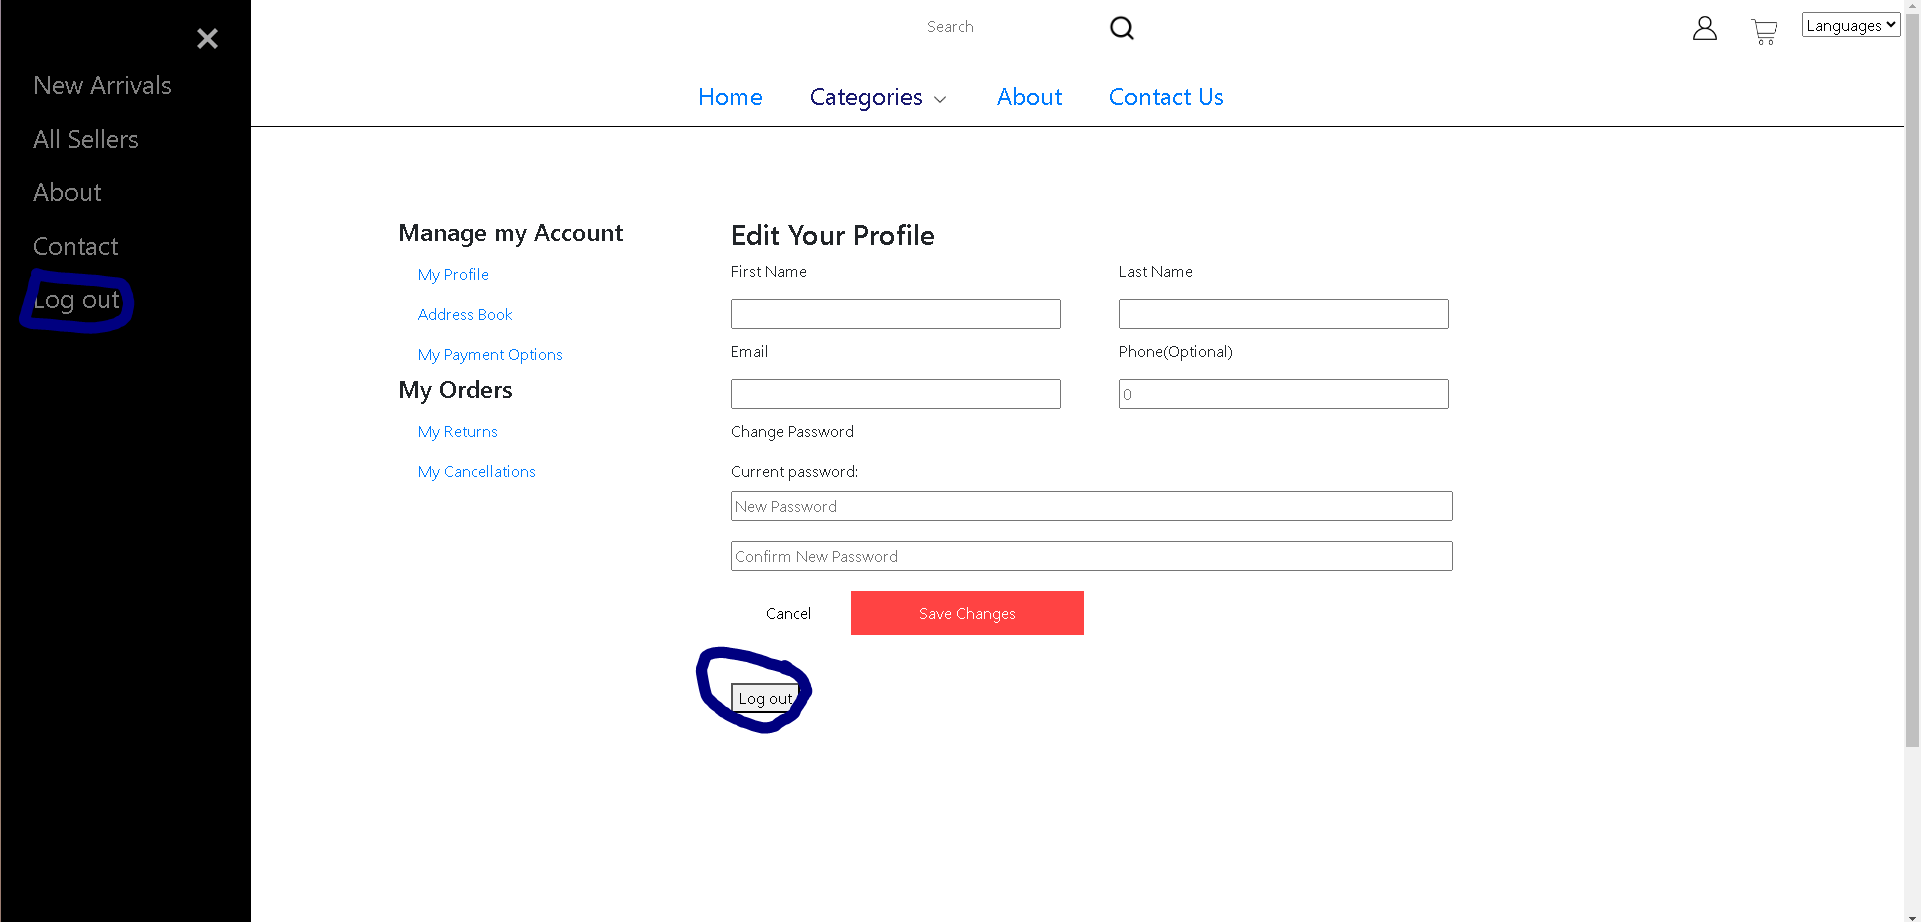 New Arrivals
All Sellers
About
Contact
Log out
Search
Languages
Home Categories About Contact Us
Manage my Account
My Profile
Address Book
My Payment Options
My Orders
My Returns
My Cancellations
Edit Your Profile
First Name Last Name
Email Phone(Optional)
0
Change Password
Current password:
New Password
Confirm New Password
Cancel Save Changes
Log out